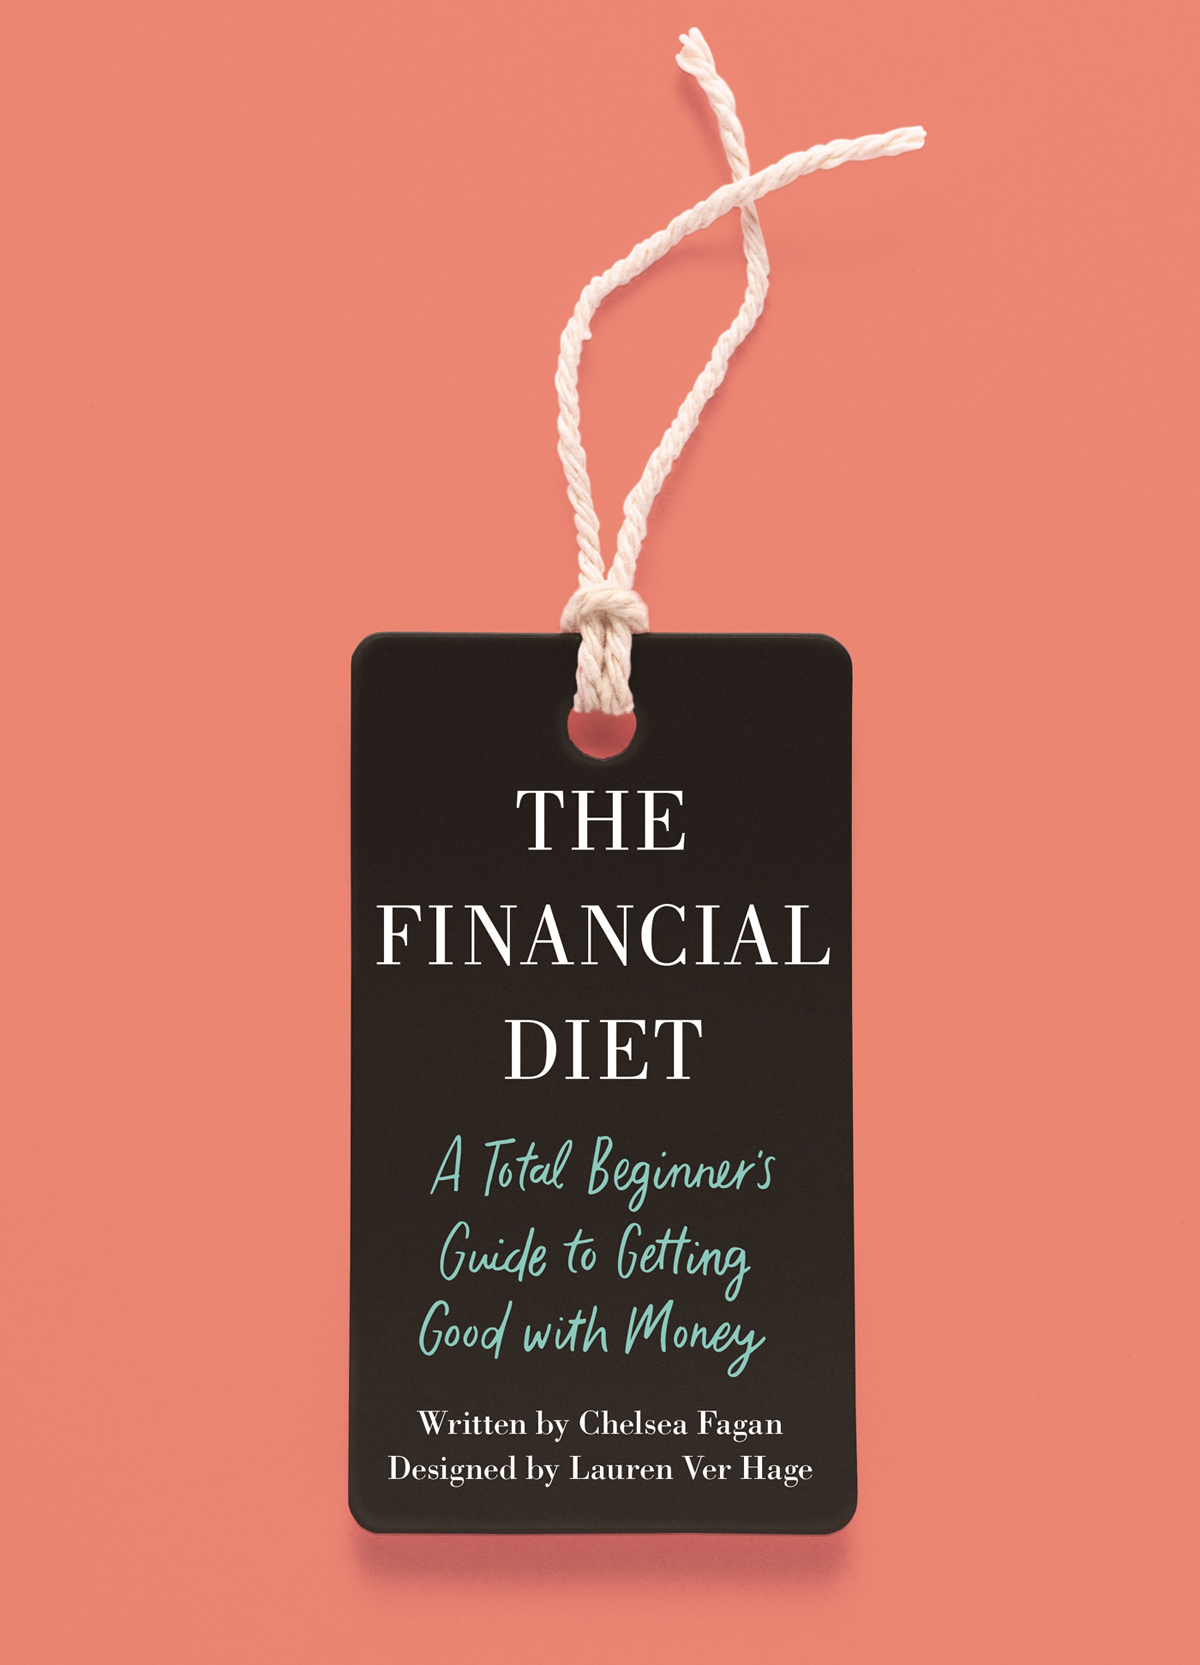 THE
FINANCIAL
DIET
A Total Beginner's
Guide to Getting
Good with Money
Written by Chelsea Fagan
Designed by Lauren Ver Hage